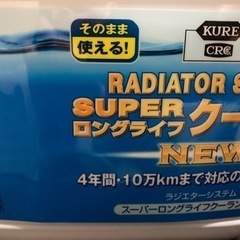 そのまま
使える!
KURE
CRC
RADIATOR S
SUPER
ロングライフ
クー
NEW
4年間・10万kmまで対応の
ラジエターシステム
スーパーロングライフクーラン